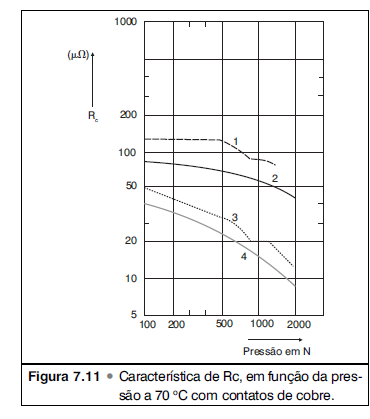 1000
(µΩ)
R꜀
200
100
50
20
10
5
1
2
3
4
100 200 500 1000 2000
Pressão em N
Figura 7.11 • Característica de Rc, em função da pres-
são a 70 °C com contatos de cobre.